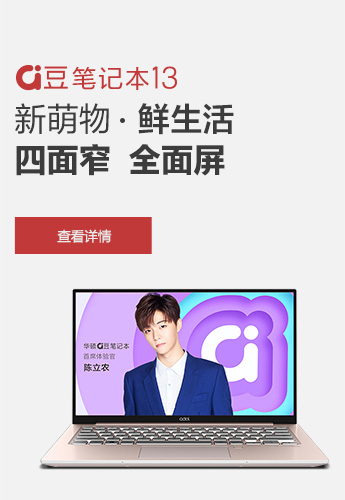 a豆笔记本13
新萌物·鲜生活
四面窄 全面屏
查看详情
华硕a豆笔记本
首席体验官
陈立农
a
adol